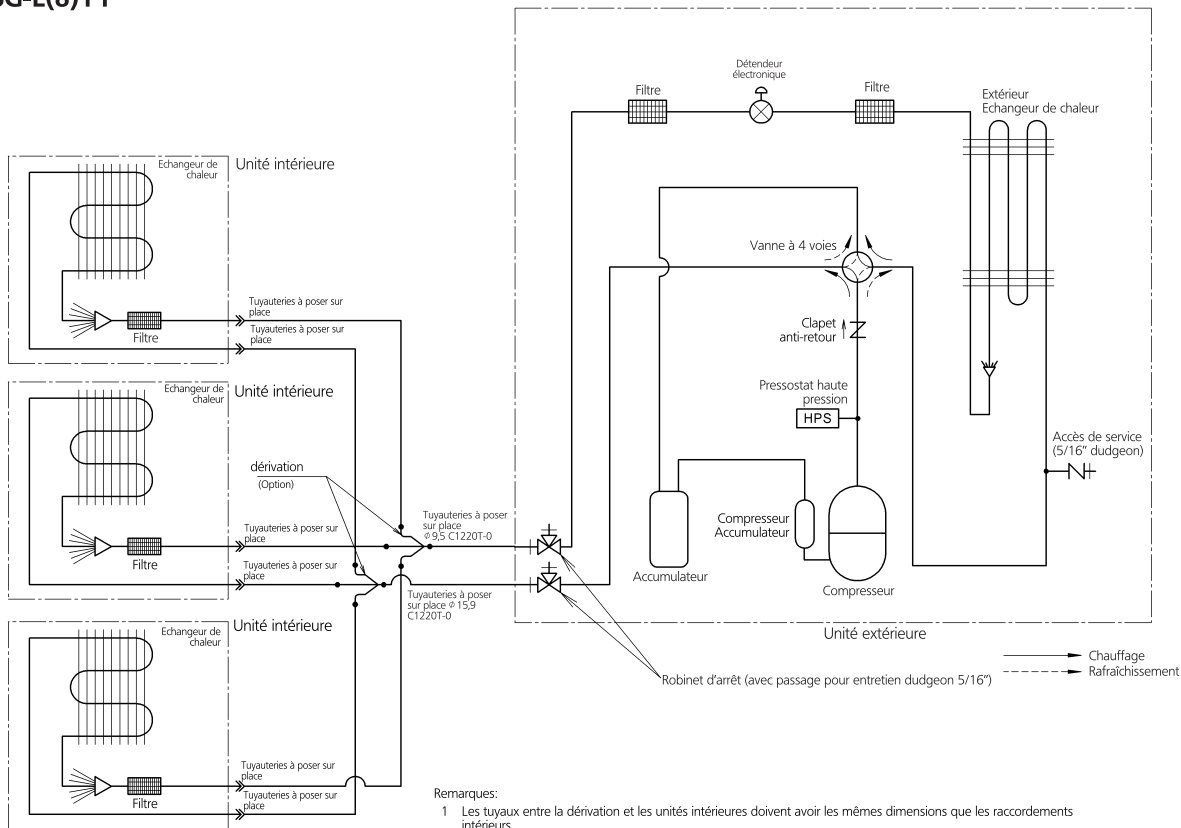 Détendeur
électronique
Filtre
Filtre
Extérieur
Echangeur de chaleur
Echangeur de
chaleur
Unité intérieure
Vanne à 4 voies
Tuyauteries à poser sur
place
Tuyauteries à poser sur
place
Filtre
Clapet
anti-retour
Pressostat haute
pression
HPS
Echangeur de
chaleur
Unité intérieure
Accès de service
(5/16" dudgeon)
dérivation
(Option)
Tuyauteries à poser
sur place
φ9,5 C1220T-0
Compresseur
Accumulateur
Tuyauteries à poser sur
place
Filtre
Tuyauteries à poser sur
place
Accumulateur
Compresseur
Tuyauteries à poser
sur place φ 15,9
C1220T-0
Echangeur de
chaleur
Unité intérieure
Unité extérieure
Chauffage
Rafraîchissement
Robinet d'arrêt (avec passage pour entretien dudgeon 5/16")
Tuyauteries à poser sur
place
Tuyauteries à poser sur
place
Filtre
Remarques:
1 Les tuyaux entre la dérivation et les unités intérieures doivent avoir les mêmes dimensions que les raccordements
intérieurs